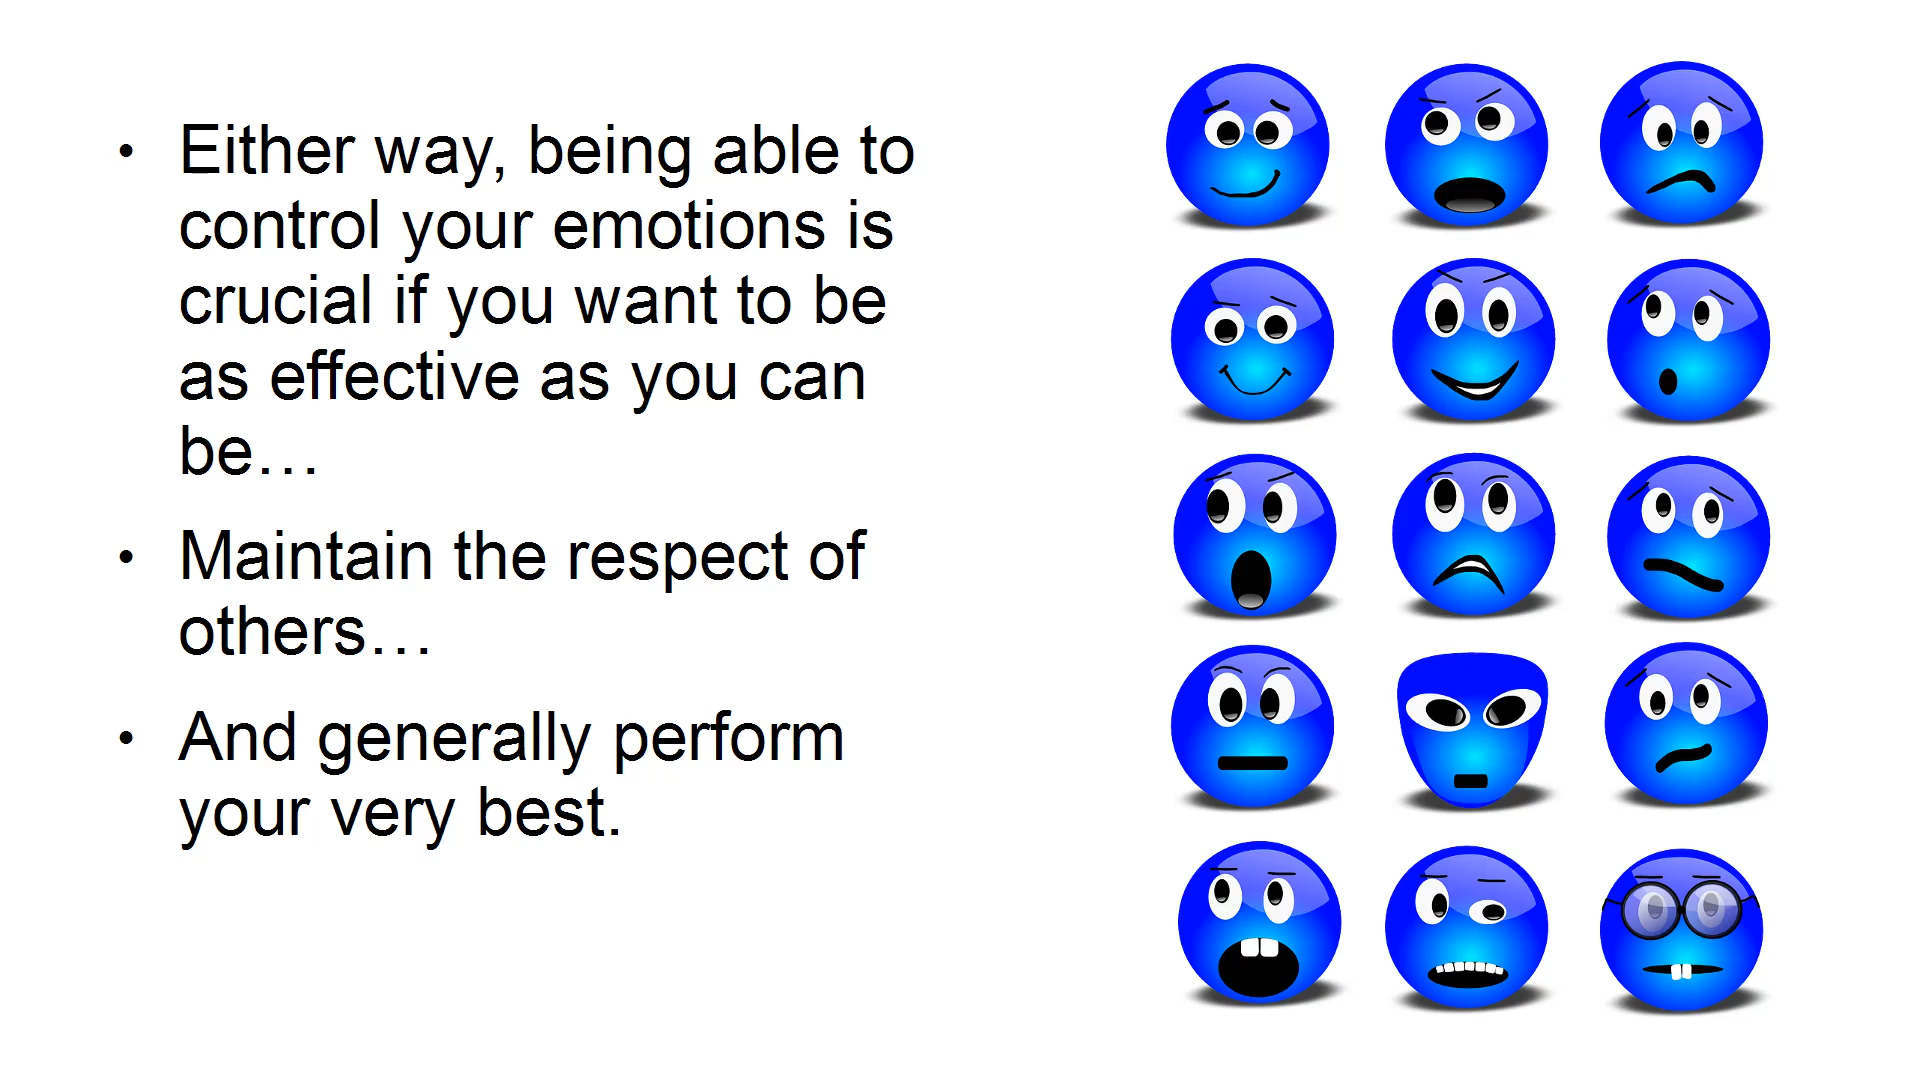 • Either way, being able to
control your emotions is
crucial if you want to be
as effective as you can
be…
• Maintain the respect of
others…
• And generally perform
your very best.